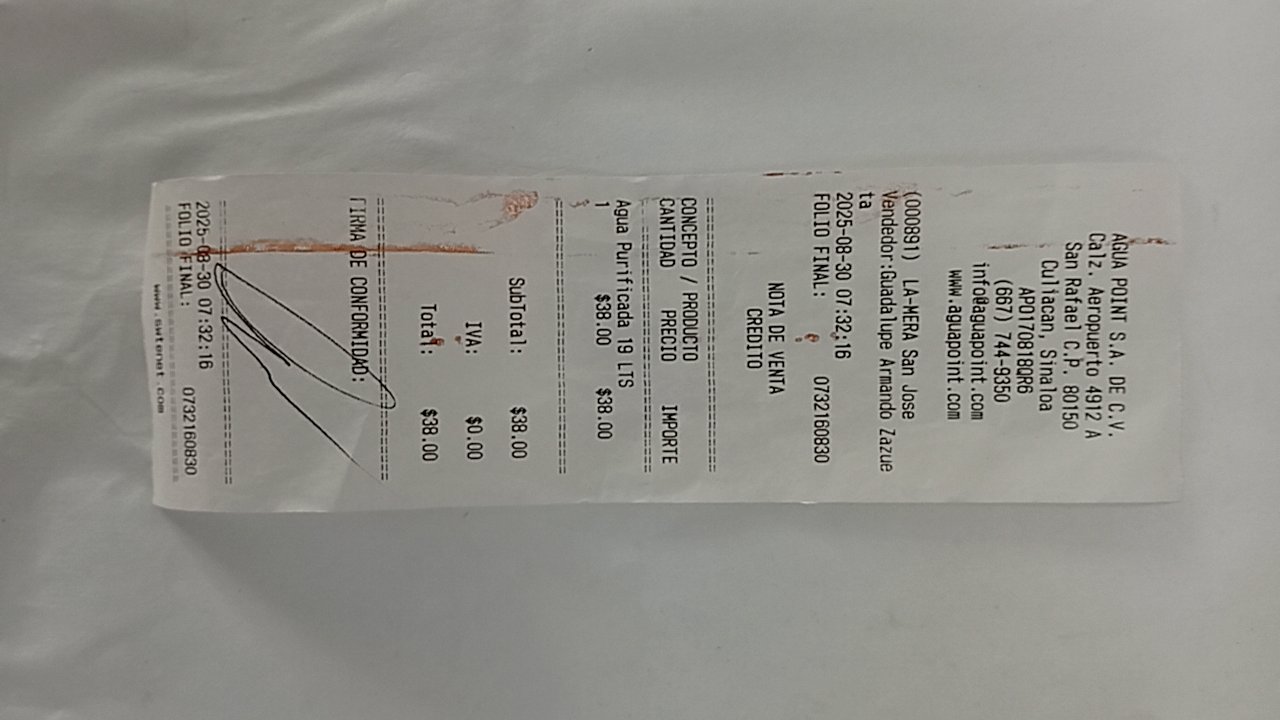 AGUA POINT S.A. DE C.V.
Calz. Aeropuerto 4912 A
San Rafael C.P. 80150
Culiacan, Sinaloa
APO170818QR6
(667) 744-9350
info@aguapoint.com
www.aguapoint.com
(000891) LA-MERA San Jose
Vendedor:Guadalupe Armando Zazue
ta
2025-08-30 07:32:16
FOLIO FINAL: 0732160830
NOTA DE VENTA
CREDITO
CONCEPTO / PRODUCTO
CANTIDAD PRECIO IMPORTE
Agua Purificada 19 LTS
1 $38.00 $38.00
SubTotal: $38.00
IVA: $0.00
Total: $38.00
FIRMA DE CONFORMIDAD:
2025-08-30 07:32:16
FOLIO FINAL: 0732160830
www.swtenet.com